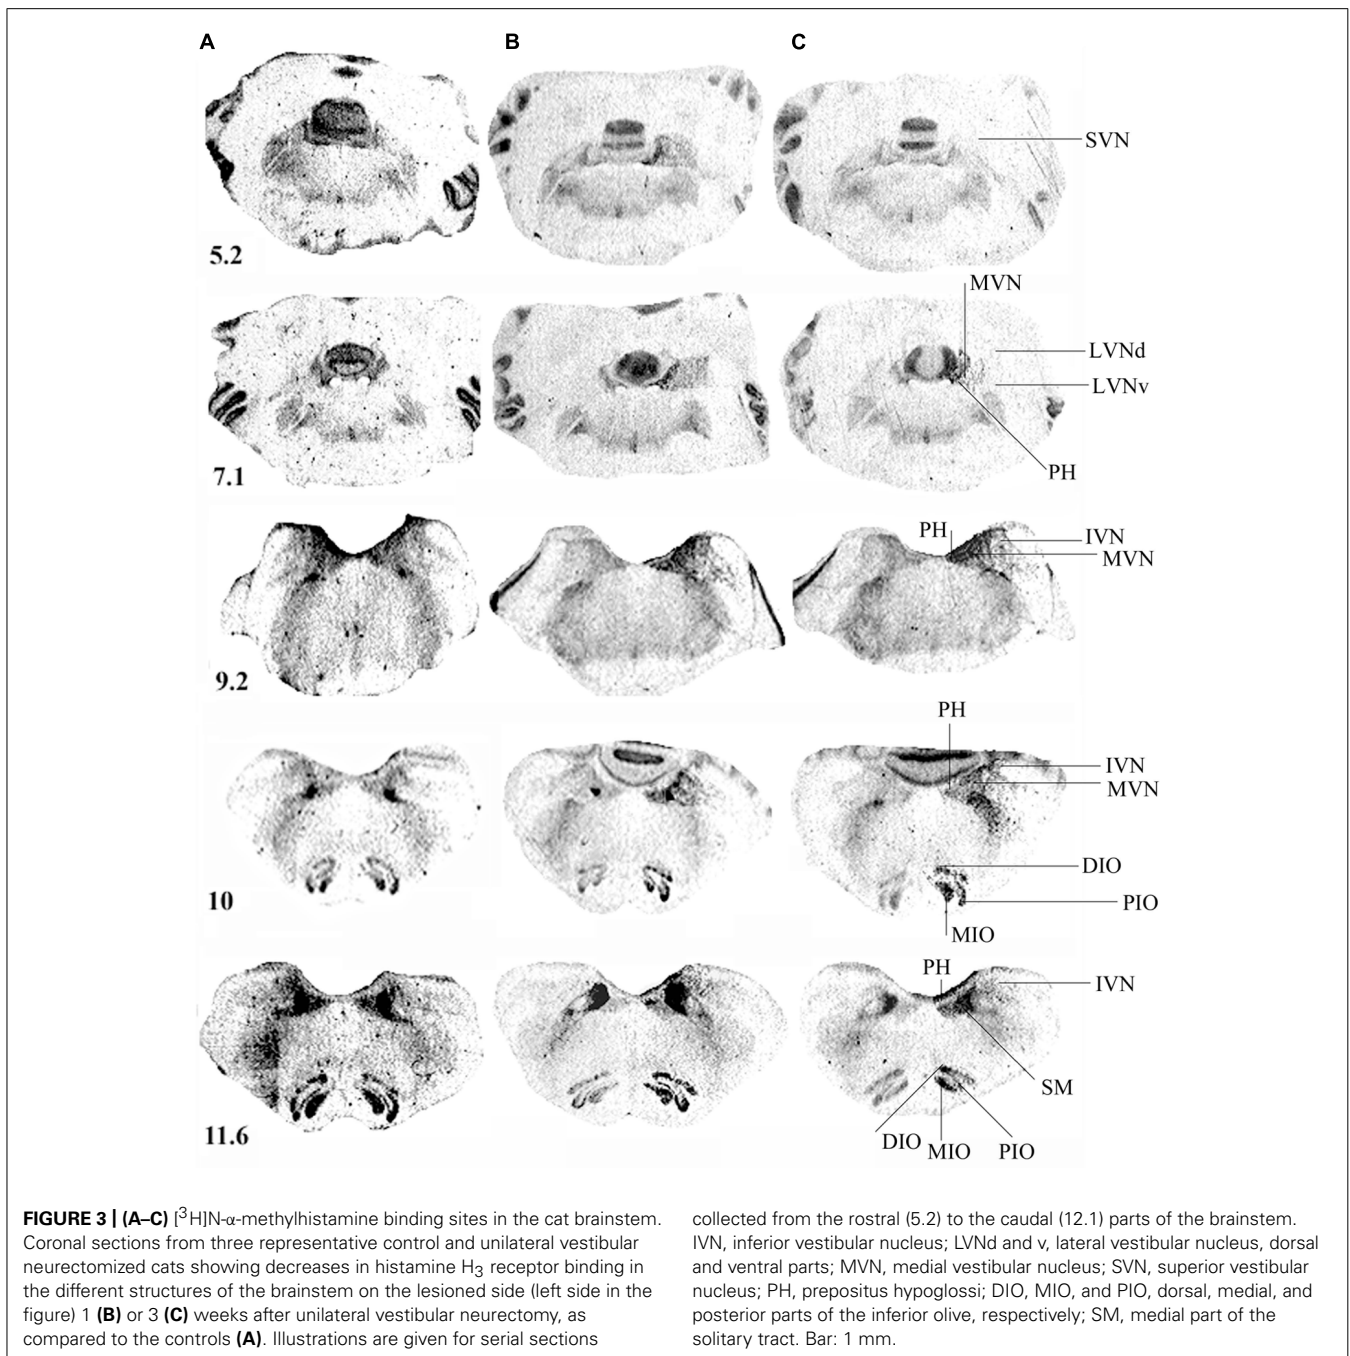 A B C
SVN
5.2
MVN
LVNd
LVNv
7.1
PH
PH
IVN
MVN
9.2
PH
IVN
MVN
DIO
10
PIO
MIO
PH
IVN
SM
11.6
DIO MIO PIO
FIGURE 3 | (A–C) [³H]N-α-methylhistamine binding sites in the cat brainstem.
Coronal sections from three representative control and unilateral vestibular
neurectomized cats showing decreases in histamine H₃ receptor binding in
the different structures of the brainstem on the lesioned side (left side in the
figure) 1 (B) or 3 (C) weeks after unilateral vestibular neurectomy, as
compared to the controls (A). Illustrations are given for serial sections
collected from the rostral (5.2) to the caudal (12.1) parts of the brainstem.
IVN, inferior vestibular nucleus; LVNd and v, lateral vestibular nucleus, dorsal
and ventral parts; MVN, medial vestibular nucleus; SVN, superior vestibular
nucleus; PH, prepositus hypoglossi; DIO, MIO, and PIO, dorsal, medial, and
posterior parts of the inferior olive, respectively; SM, medial part of the
solitary tract. Bar: 1 mm.